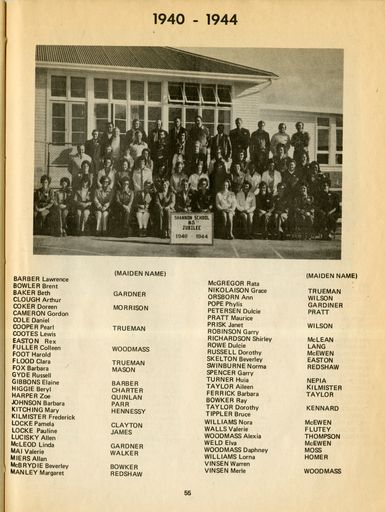 1940 - 1944
SHANNON SCHOOL
JUBILEE
1940 - 1944
(MAIDEN NAME)
BARBER Lawrence
BOWLER Brent
BAKER Beth GARDNER
CLOUGH Arthur
COKER Doreen MORRISON
CAMERON Gordon
COLE Daniel
COOPER Pearl TRUEMAN
COOTES Lewis
EASTON Rex
FULLER Colleen WOODMASS
FOOT Harold
FLOOD Clara TRUEMAN
FOX Barbara MASON
GYDE Russell
GIBBONS Elaine BARBER
HIGGIE Beryl CHARTER
HARPER Zoe QUINLAN
JOHNSON Barbara PARR
KITCHING Mary HENNESSY
KILMISTER Frederick
LOCKE Pamela CLAYTON
LOCKE Pauline JAMES
LUCISKY Allen
McLEOD Linda GARDNER
MAI Valerie WALKER
MIERS Allan
McBRYDIE Beverley BOWKER
MANLEY Margaret REDSHAW
(MAIDEN NAME)
McGREGOR Rata
NIKOLAISON Grace TRUEMAN
ORSBORN Ann WILSON
POPE Phylis GARDINER
PETERSEN Dulcie PRATT
PRATT Maurice
PRISK Janet WILSON
ROBINSON Garry
RICHARDSON Shirley McLEAN
ROWE Dulcie LANG
RUSSELL Dorothy McEWEN
SKELTON Beverley EASTON
SWINBURNE Norma REDSHAW
SPENCER Garry
TURNER Huia NEPIA
TAYLOR Aileen KILMISTER
FERRICK Barbara TAYLOR
BOWKER Ray
TAYLOR Dorothy KENNARD
TIPPLER Bruce
WILLIAMS Nora McEWEN
WALLS Valerie FLUTEY
WOODMASS Alexia THOMPSON
WELD Elva McEWEN
WOODMASS Daphney MOSS
WILLIAMS Lorna HOMER
VINSEN Warren
VINSEN Merle WOODMASS
55